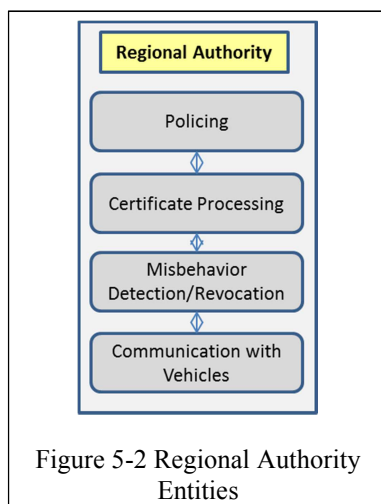 Regional Authority
Policing
Certificate Processing
Misbehavior
Detection/Revocation
Communication with
Vehicles
Figure 5-2 Regional Authority
Entities